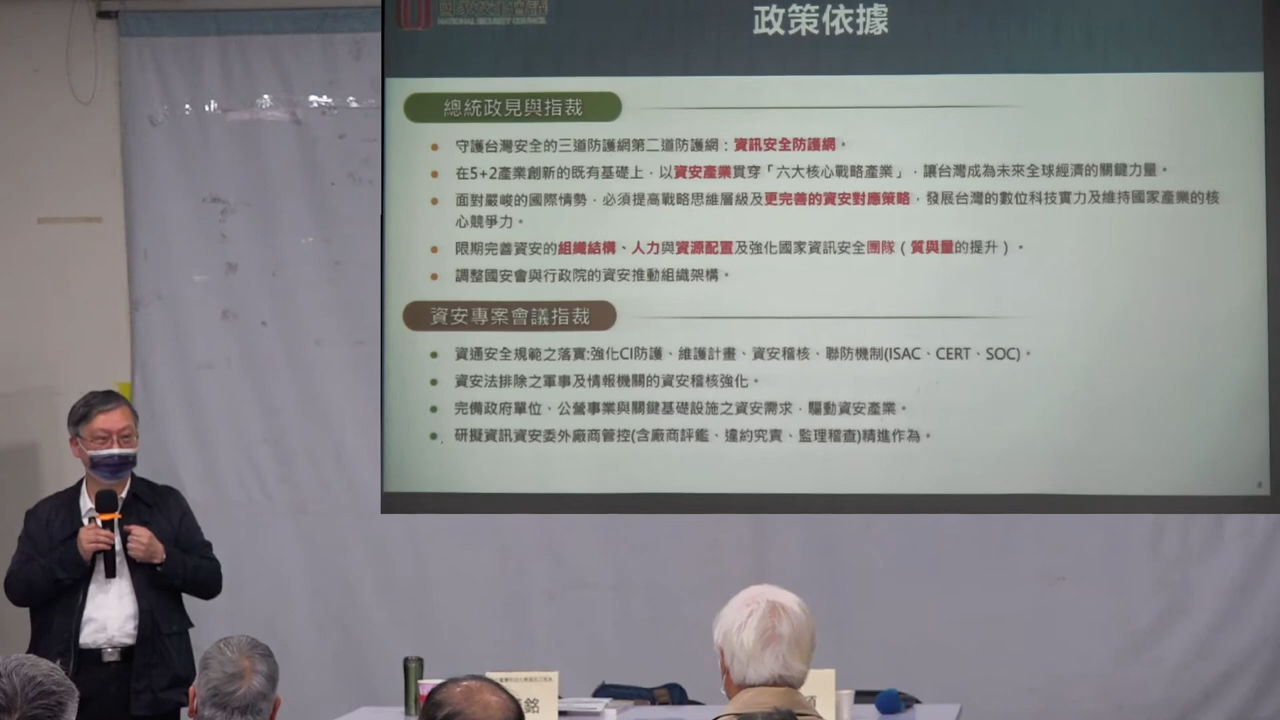 國家安全會議
NATIONAL SECURITY COUNCIL
政策依據
總統政見與指裁
守護台灣安全的三道防護網第二道防護網：資訊安全防護網。
在5+2產業創新的既有基礎上，以資安產業貫穿「六大核心戰略產業」，讓台灣成為未來全球經濟的關鍵力量。
面對嚴峻的國際情勢，必須提高戰略思維層級及更完善的資安對應策略，發展台灣的數位科技實力及維持國家產業的核
心競爭力。
限期完善資安的組織結構、人力與資源配置及強化國家資訊安全團隊（質與量的提升）。
調整國安會與行政院的資安推動組織架構。
資安專案會議指裁
資通安全規範之落實:強化CI防護、維護計畫、資安稽核、聯防機制(ISAC、CERT、SOC)。
資安法排除之軍事及情報機關的資安稽核強化。
完備政府單位、公營事業與關鍵基礎設施之資安需求，驅動資安產業。
研擬資訊資安委外廠商管控(含廠商評鑑、違約究責、監理稽查)精進作為。
8
銘